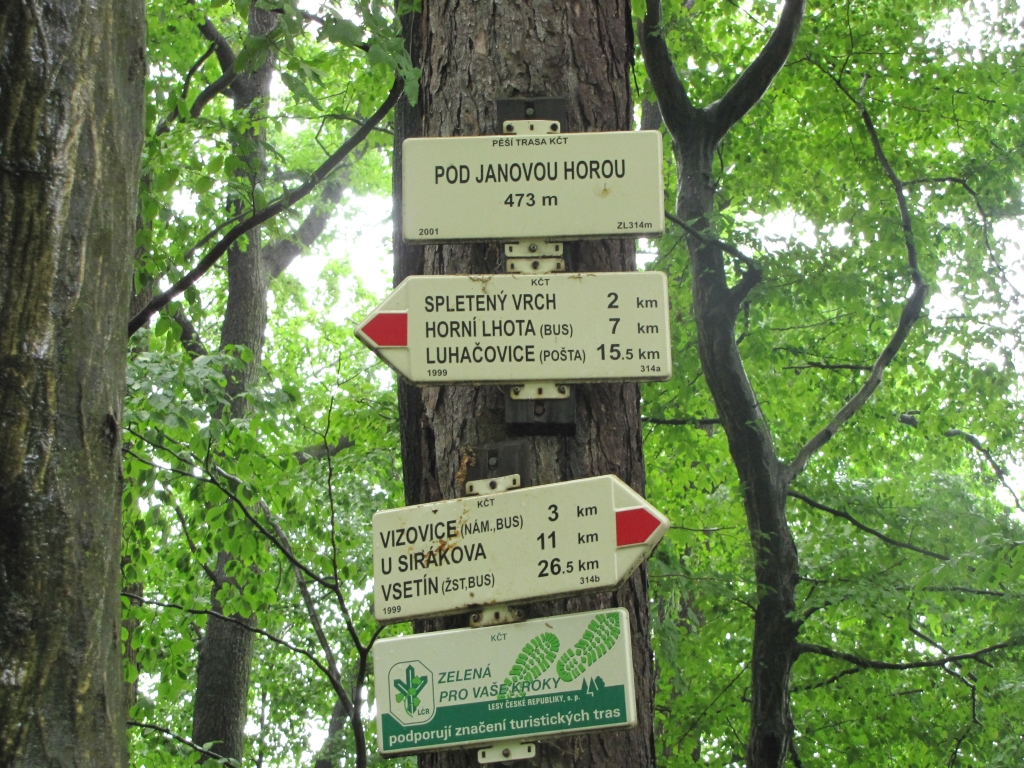 PĚŠÍ TRASA KČT
POD JANOVOU HOROU
473 m
2001 ZL314m
KČT
SPLETENÝ VRCH 2 km
HORNÍ LHOTA (BUS) 7 km
LUHAČOVICE (POŠTA) 15.5 km
1999 314a
KČT
VIZOVICE (NÁM.,BUS) 3 km
U SIRÁKOVA 11 km
VSETÍN (ŽST,BUS) 26.5 km
1999 314b
KČT
ZELENÁ
PRO VAŠE KROKY
LESY ČESKÉ REPUBLIKY, s. p.
LČR
podporují značení turistických tras